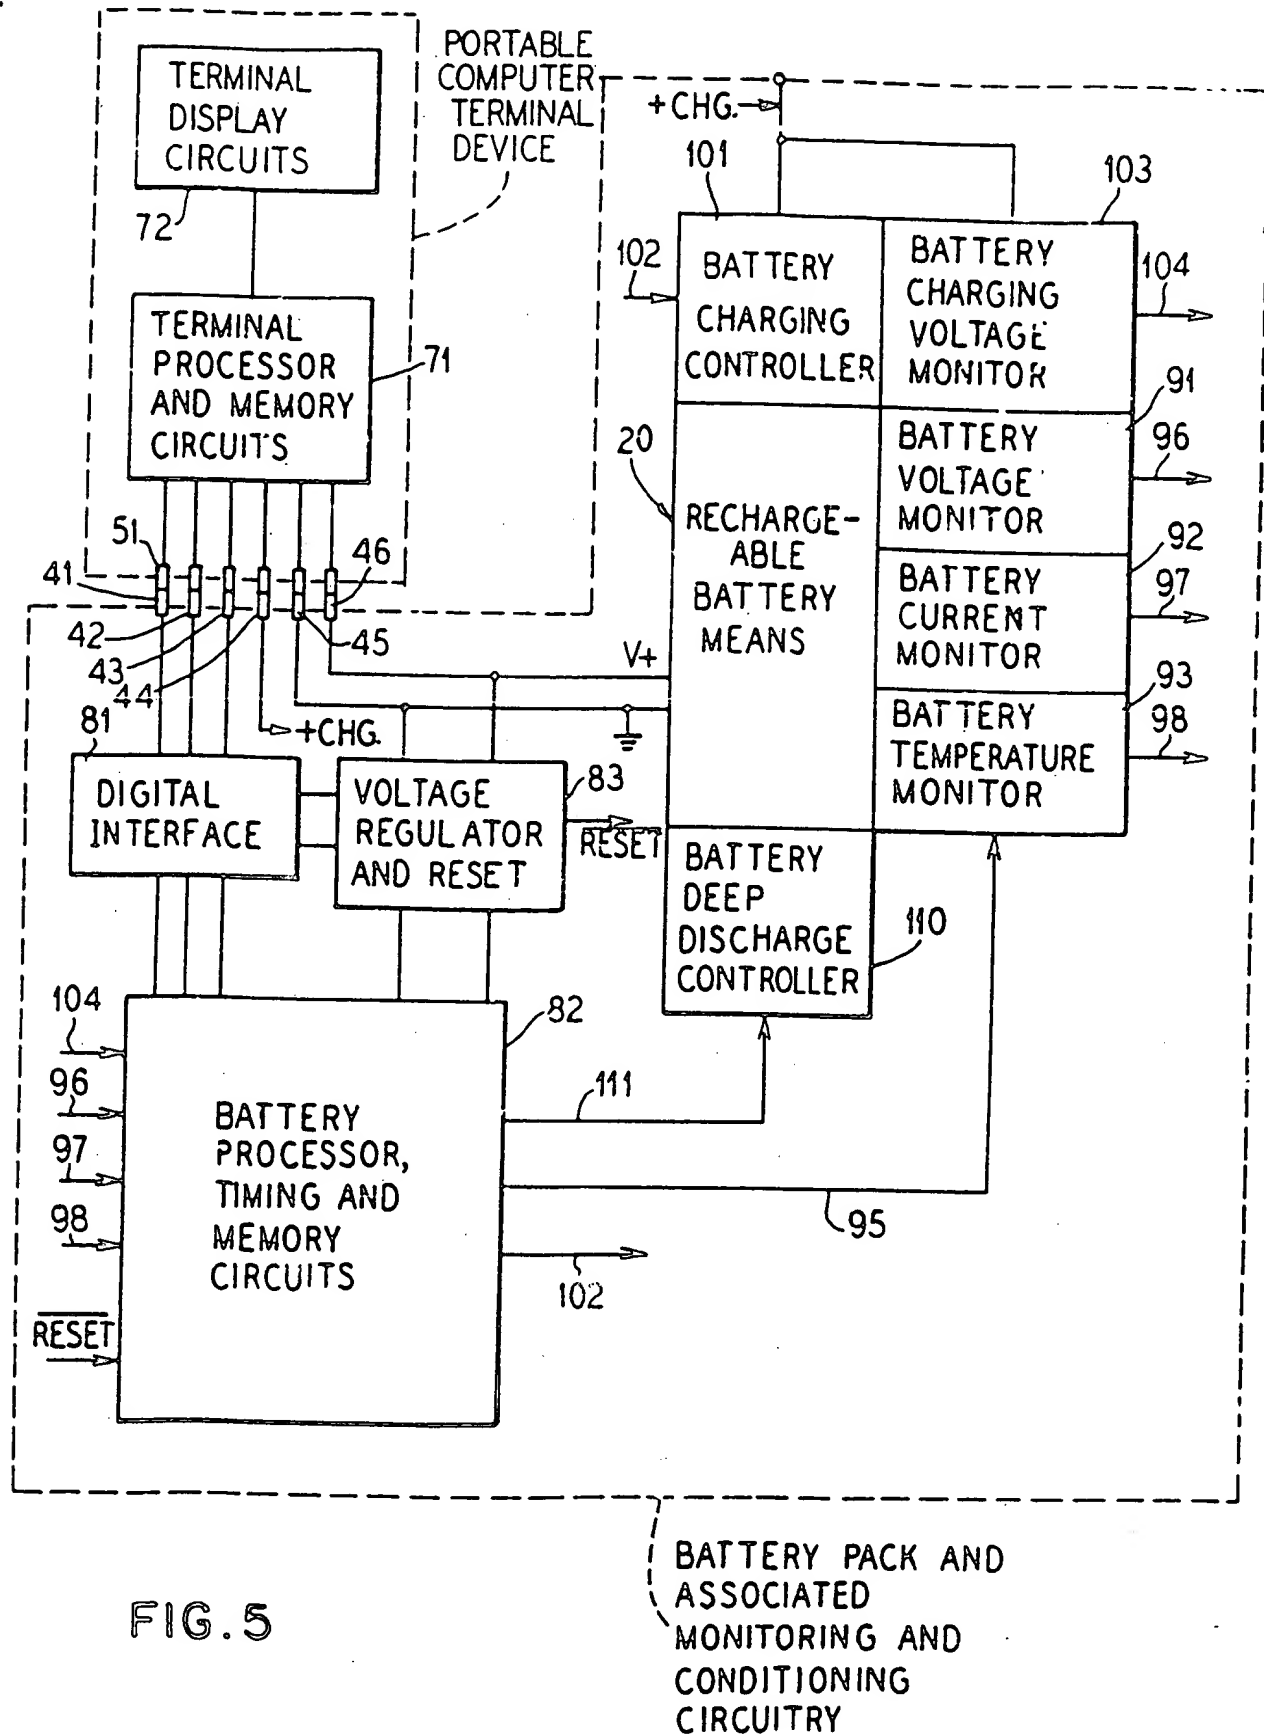 PORTABLE
COMPUTER
TERMINAL
DEVICE
TERMINAL
DISPLAY
CIRCUITS
72
TERMINAL
PROCESSOR
AND MEMORY
CIRCUITS
71
51
41
42
43
44
45
46
+CHG.
101
103
102
BATTERY
CHARGING
CONTROLLER
BATTERY
CHARGING
VOLTAGE
MONITOR
104
91
20
RECHARGE-
ABLE
BATTERY
MEANS
BATTERY
VOLTAGE
MONITOR
96
92
BATTERY
CURRENT
MONITOR
97
93
BATTERY
TEMPERATURE
MONITOR
98
V+
+CHG.
81
DIGITAL
INTERFACE
VOLTAGE
REGULATOR
AND RESET
83
RESET
BATTERY
DEEP
DISCHARGE
CONTROLLER
110
104
96
97
98
RESET
82
BATTERY
PROCESSOR,
TIMING AND
MEMORY
CIRCUITS
111
95
102
BATTERY PACK AND
ASSOCIATED
MONITORING AND
CONDITIONING
CIRCUITRY
FIG. 5